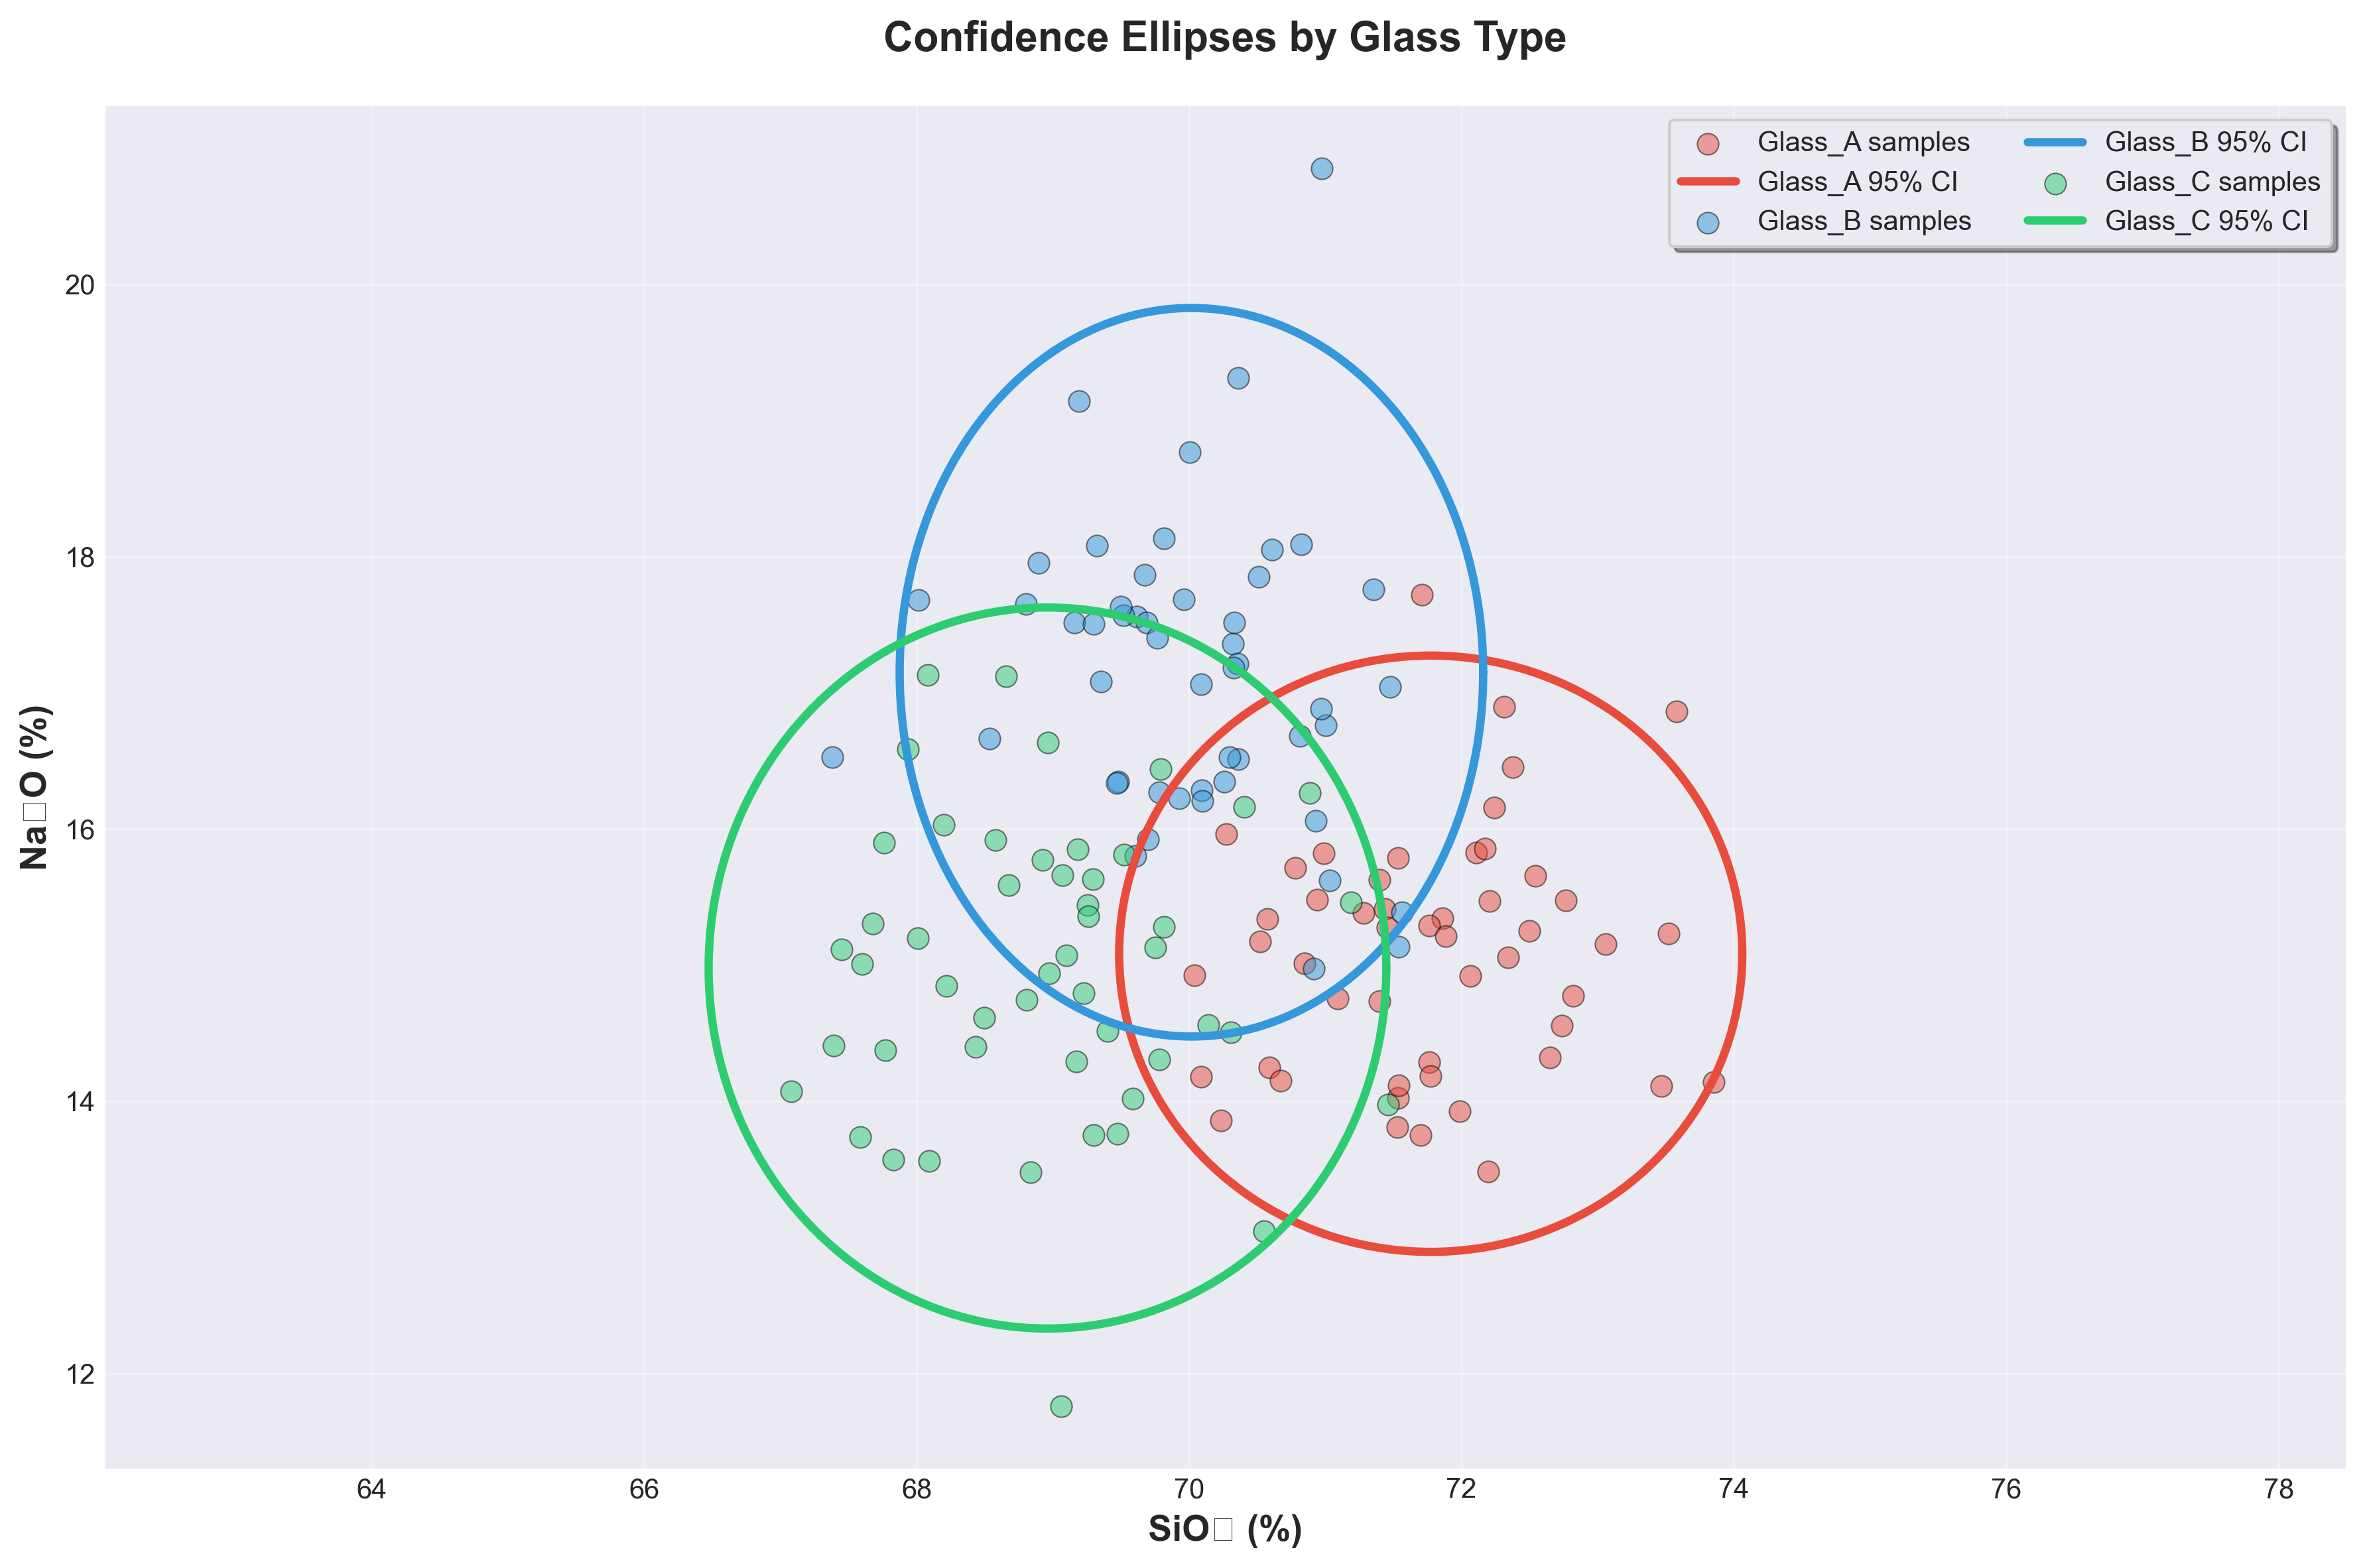 Confidence Ellipses by Glass Type
Glass_A samples
Glass_A 95% CI
Glass_B samples
Glass_B 95% CI
Glass_C samples
Glass_C 95% CI
Na□O (%)
20
18
16
14
12
64 66 68 70 72 74 76 78
SiO□ (%)